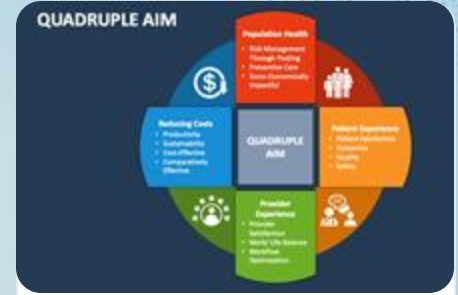 QUADRUPLE AIM
Population Health
• Risk Management
Through Pooling
• Preventive Care
• Socio-Economically
Impactful
Reducing Costs
• Productivity
• Sustainability
• Cost-Effective
• Comparatively
Effective
QUADRUPLE
AIM
Patient Experience
• Patient Satisfaction
• Outcomes
• Quality
• Safety
Provider
Experience
• Provider
Satisfaction
• Work/ Life Balance
• Workflow
Optimization